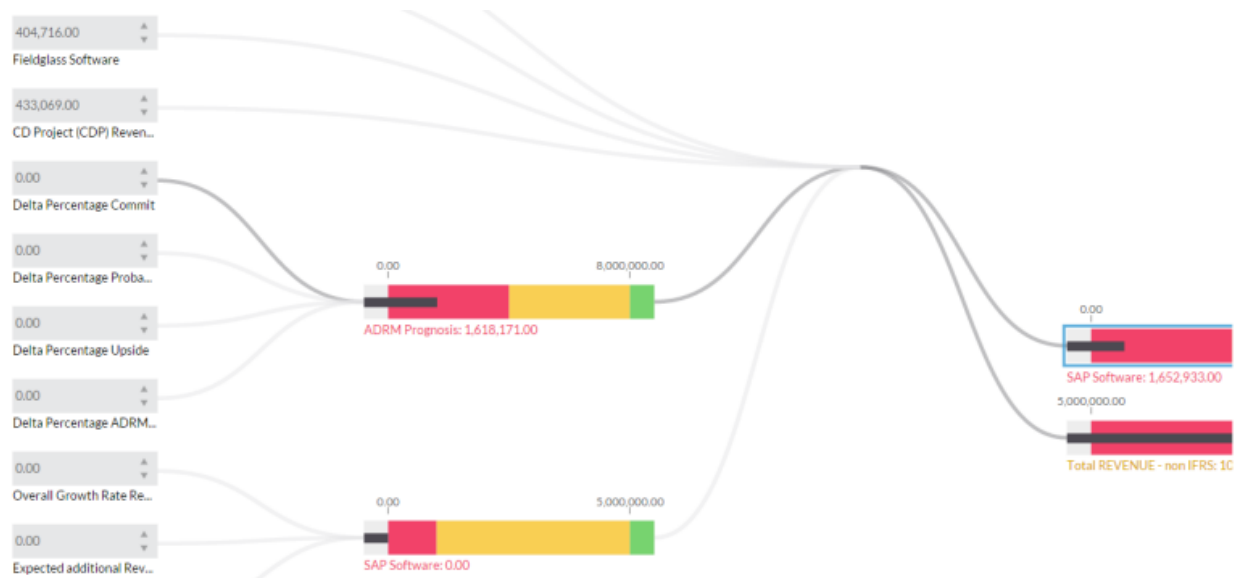 404,716.00
Fieldglass Software
433,069.00
CD Project (CDP) Reven...
0.00
Delta Percentage Commit
0.00
Delta Percentage Proba...
0.00
Delta Percentage Upside
0.00
Delta Percentage ADRM...
0.00
Overall Growth Rate Re...
0.00
Expected additional Rev...
0.00 8,000,000.00
ADRM Prognosis: 1,618,171.00
0.00 5,000,000.00
SAP Software: 0.00
0.00
SAP Software: 1,652,933.00
5,000,000.00
Total REVENUE - non IFRS: 10